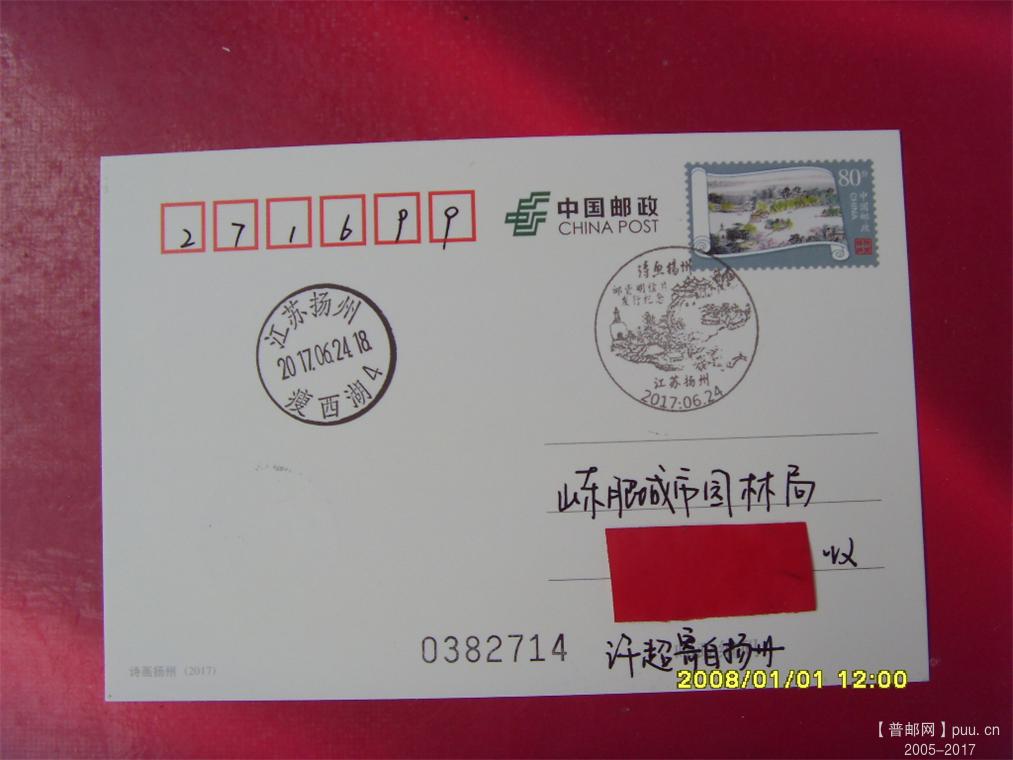 271699
中国邮政
CHINA POST
80分
中国邮政
CHINA
诗画扬州
邮资明信片
发行纪念
江苏扬州
2017.06.24
江苏扬州
2017.06.24 18
瘦西湖4
山东肥城市园林局
收
0382714
许超寄自扬州
诗画扬州 (2017)
2008/01/01 12:00
【普邮网】puu.cn
2005-2017